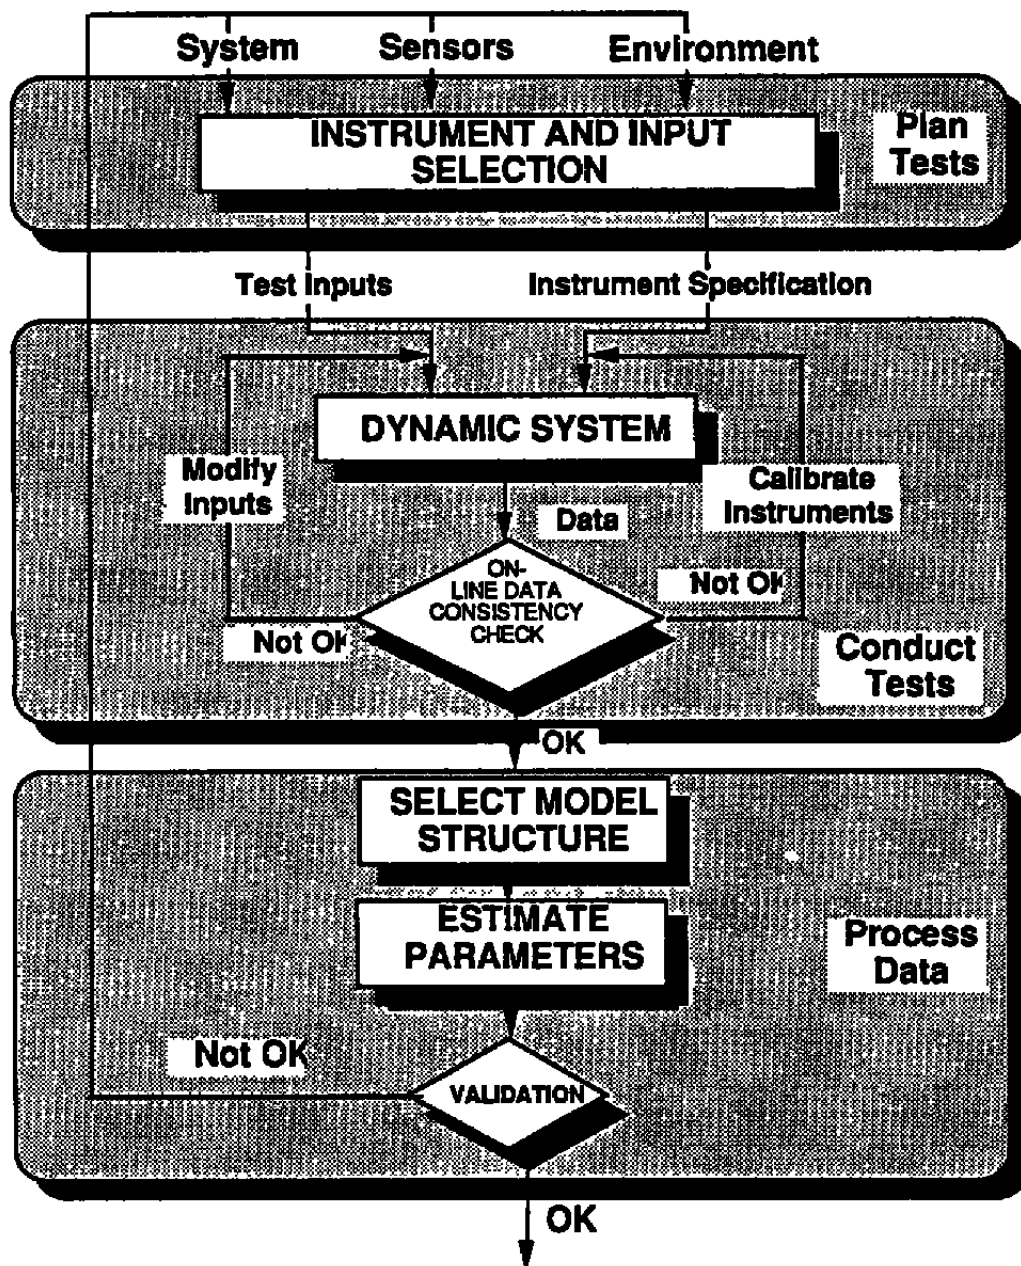 System
Sensors
Environment
INSTRUMENT AND INPUT
SELECTION
Plan
Tests
Test Inputs
Instrument Specification
DYNAMIC SYSTEM
Modify
Inputs
Calibrate
Instruments
Data
ON-
LINE DATA
CONSISTENCY
CHECK
Not OK
Not OK
Conduct
Tests
OK
SELECT MODEL
STRUCTURE
ESTIMATE
PARAMETERS
Process
Data
Not OK
VALIDATION
OK